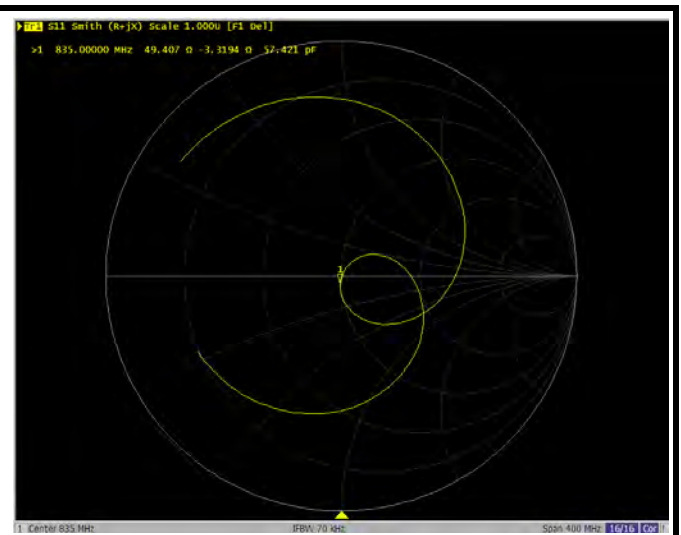 Tr1 S11 Smith (R+jX) Scale 1.000U [F1 Del]
>1 835.00000 MHz 49.407 Ω -3.3194 Ω 57.421 pF
1
1 Center 835 MHz IFBW 70 kHz Span 400 MHz 16/16 Cor !